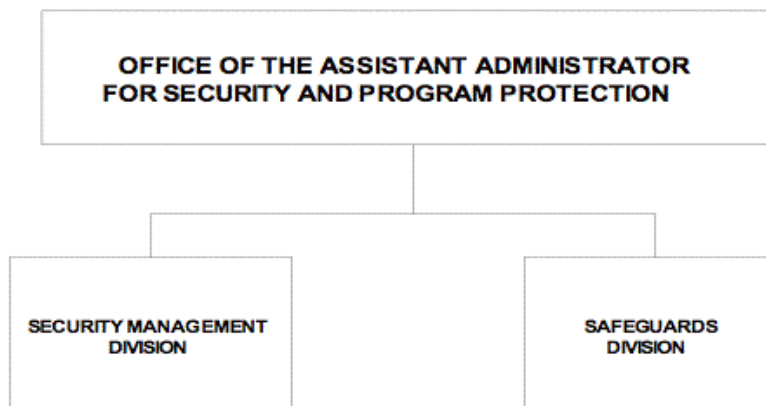 OFFICE OF THE ASSISTANT ADMINISTRATOR
FOR SECURITY AND PROGRAM PROTECTION
SECURITY MANAGEMENT
DIVISION
SAFEGUARDS
DIVISION